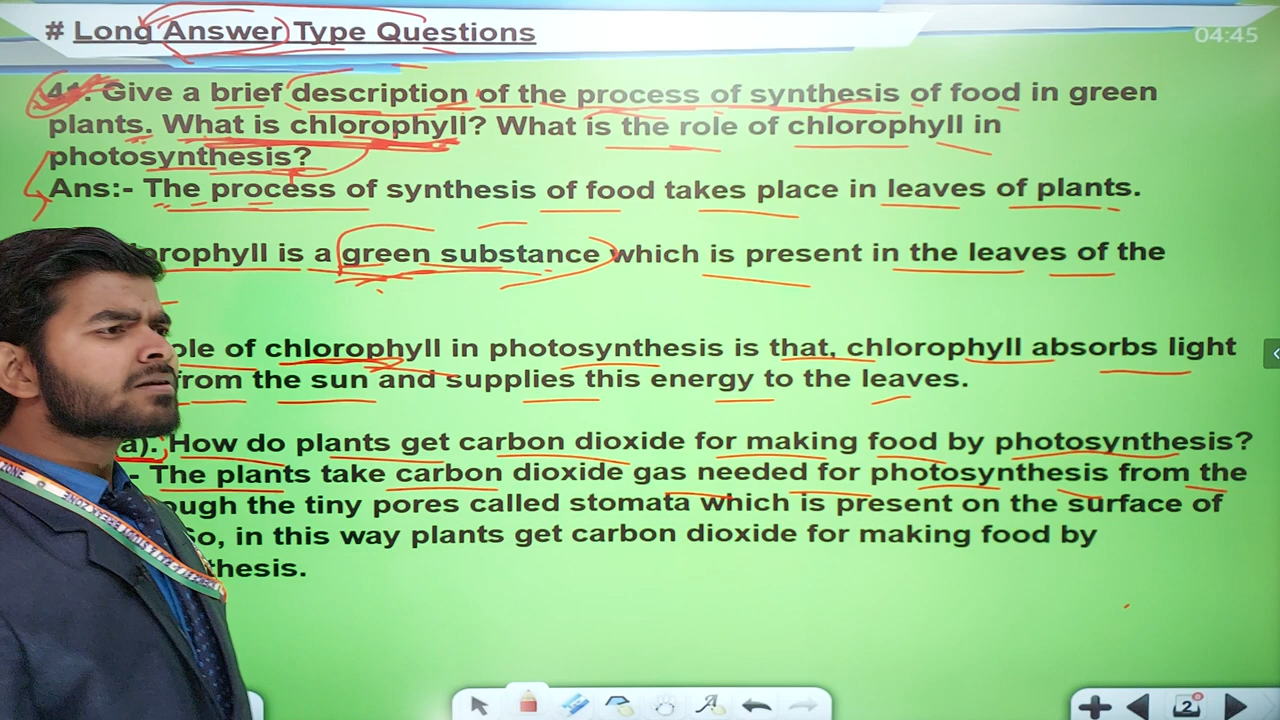 # Long Answer Type Questions
04:45
41. Give a brief description of the process of synthesis of food in green
plants. What is chlorophyll? What is the role of chlorophyll in
photosynthesis?
Ans:- The process of synthesis of food takes place in leaves of plants.
rophyll is a green substance which is present in the leaves of the
ole of chlorophyll in photosynthesis is that, chlorophyll absorbs light
from the sun and supplies this energy to the leaves.
a). How do plants get carbon dioxide for making food by photosynthesis?
- The plants take carbon dioxide gas needed for photosynthesis from the
ough the tiny pores called stomata which is present on the surface of
So, in this way plants get carbon dioxide for making food by
thesis.
ZONE
STUDY ZONE
A
2